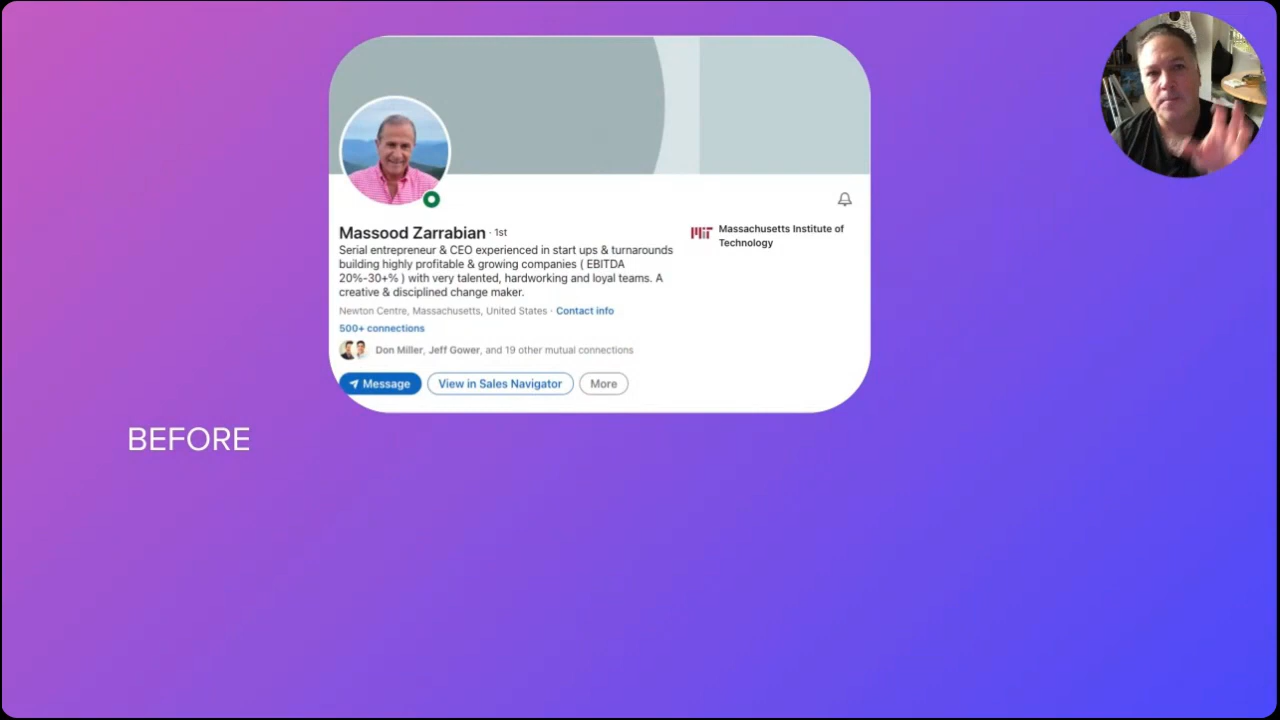 Massood Zarrabian · 1st
Serial entrepreneur & CEO experienced in start ups & turnarounds
building highly profitable & growing companies ( EBITDA
20%-30+% ) with very talented, hardworking and loyal teams. A
creative & disciplined change maker.
Newton Centre, Massachusetts, United States · Contact info
500+ connections
Don Miller, Jeff Gower, and 19 other mutual connections
Message
View in Sales Navigator
More
MIT
Massachusetts Institute of
Technology
BEFORE